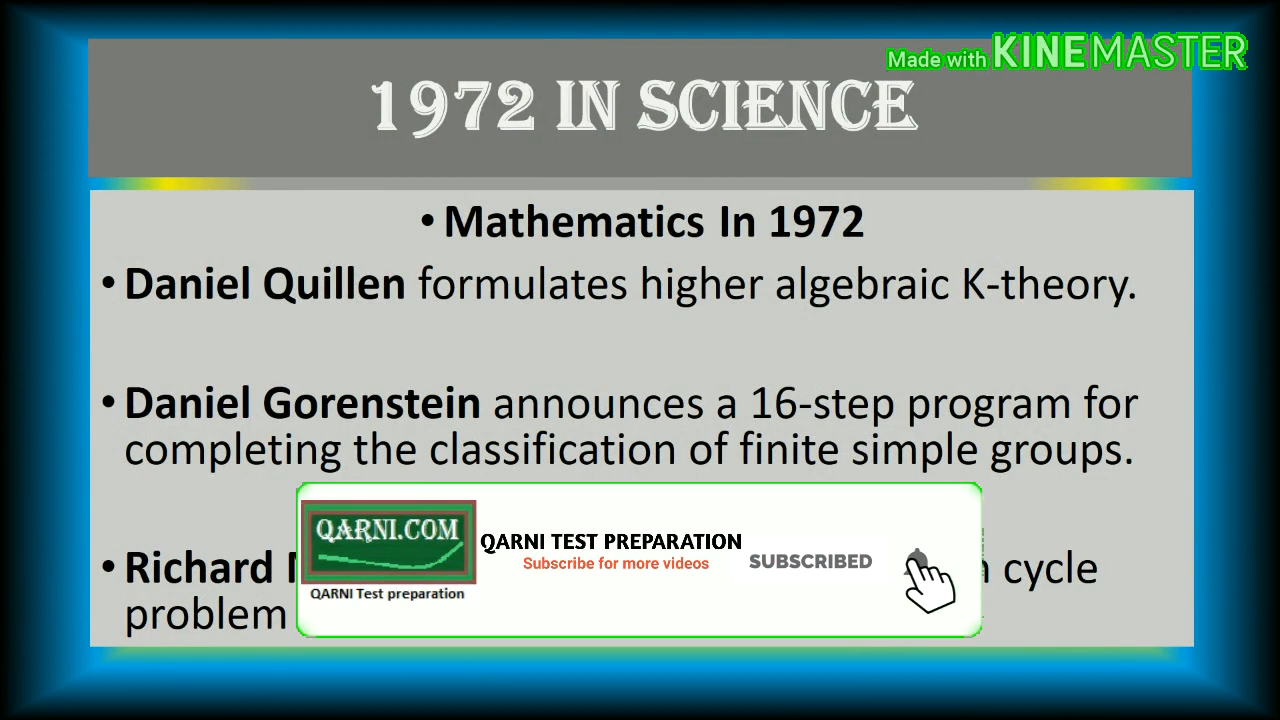 Made with KINEMASTER
1972 IN SCIENCE
• Mathematics In 1972
• Daniel Quillen formulates higher algebraic K-theory.
• Daniel Gorenstein announces a 16-step program for
completing the classification of finite simple groups.
• Richard cycle
problem
QARNI.COM
QARNI Test preparation
QARNI TEST PREPARATION
Subscribe for more videos
SUBSCRIBED